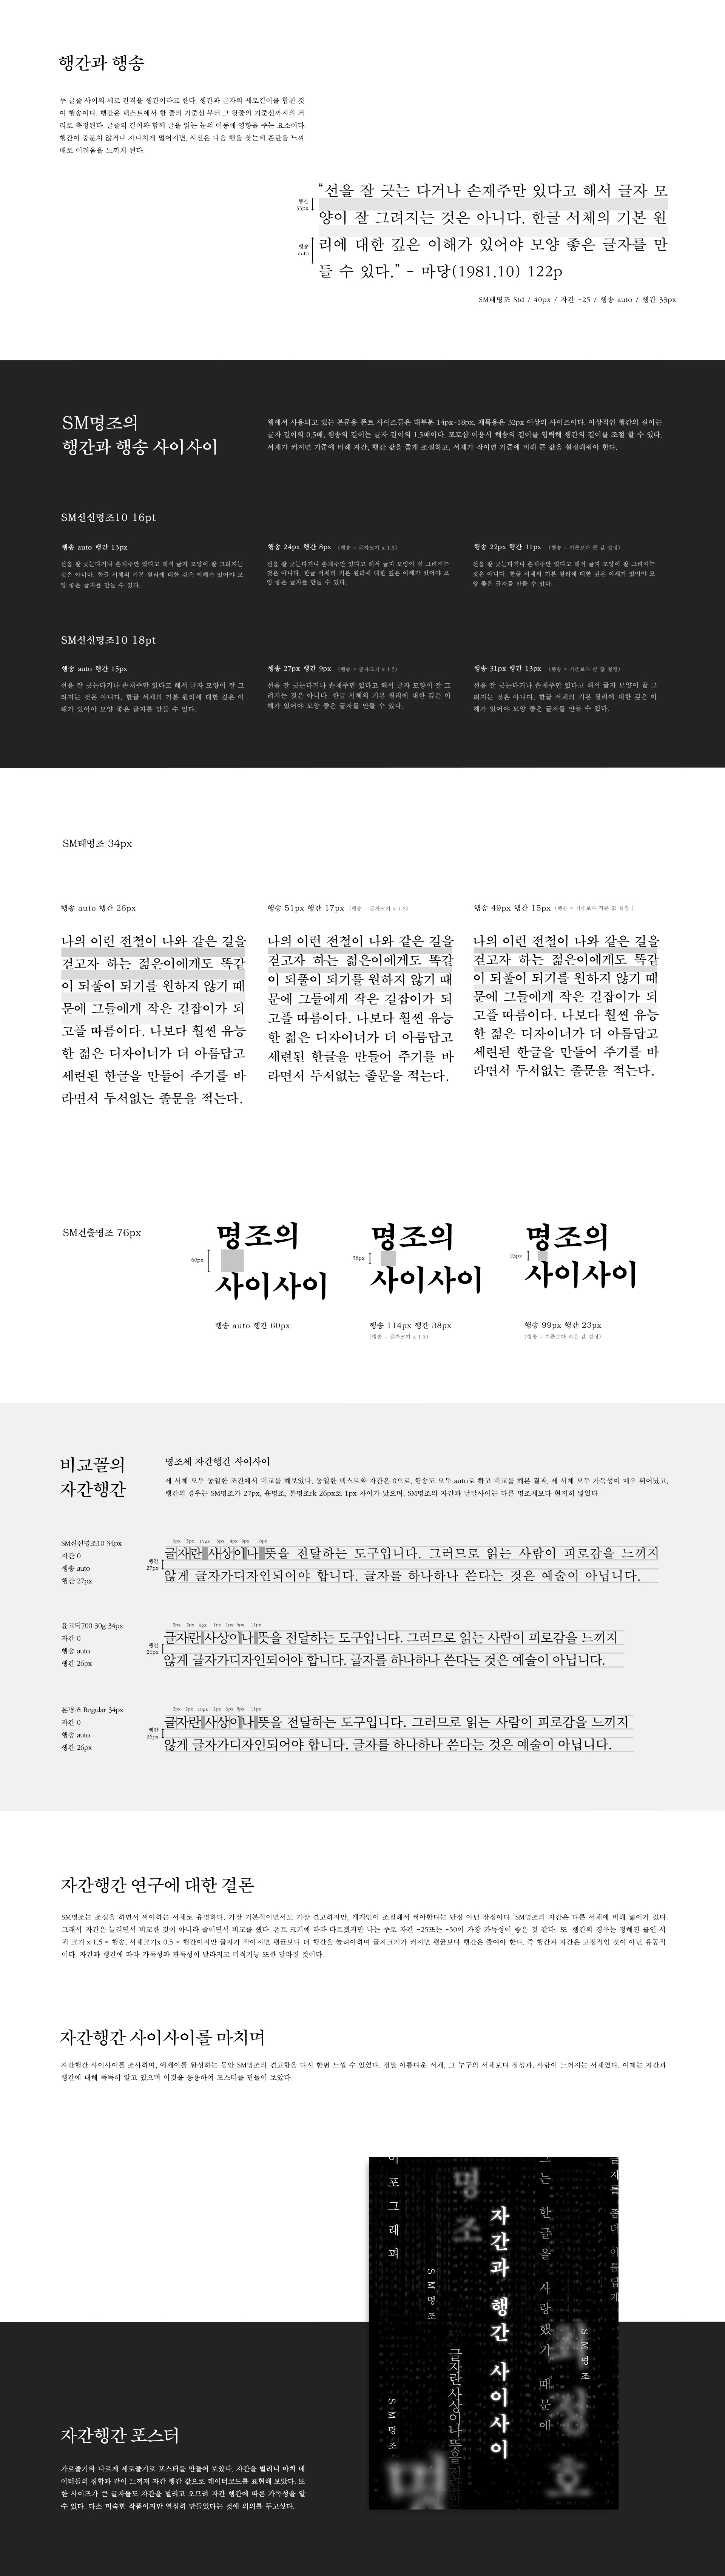 행간과 행송
두 글줄 사이의 세로 간격을 행간이라고 한다. 행간과 글자의 세로길이를 합친 것
이 행송이다. 행간은 텍스트에서 한 줄의 기준선 부터 그 윗줄의 기준선까지의 거
리로 측정된다. 글줄의 길이와 함께 글을 읽는 눈의 이동에 영향을 주는 요소이다.
행간이 충분치 않거나 자나치게 멀어지면, 시선은 다음 행을 찾는데 혼란을 느껴
때로 어려움을 느끼게 된다.
“선을 잘 긋는 다거나 손재주만 있다고 해서 글자 모
양이 잘 그려지는 것은 아니다. 한글 서체의 기본 원
리에 대한 깊은 이해가 있어야 모양 좋은 글자를 만
들 수 있다.” - 마당(1981.10) 122p
행간
33px
행송
auto
SM태명조 Std / 40px / 자간 -25 / 행송 auto / 행간 33px
SM명조의
행간과 행송 사이사이
웹에서 사용되고 있는 본문용 폰트 사이즈들은 대부분 14px-18px, 제목용은 32px 이상의 사이즈이다. 이상적인 행간의 길이는
글자 길이의 0.5배, 행송의 길이는 글자 길이의 1.5배이다. 포토샵 이용시 해송의 길이를 입력해 행간의 길이를 조절 할 수 있다.
서체가 커지면 기준에 비해 자간, 행간 값을 좁게 조절하고, 서체가 작이면 기준에 비해 큰 값을 설정해줘야 한다.
SM신신명조10 16pt
행송 auto 행간 13px
선을 잘 긋는다거나 손재주만 있다고 해서 글자 모양이 잘 그려지는
것은 아니다. 한글 서체의 기본 원리에 대한 깊은 이해가 있어야 모
양 좋은 글자를 만들 수 있다.
행송 24px 행간 8px (행송 = 글자크기 x 1.5)
선을 잘 긋는다거나 손재주만 있다고 해서 글자 모양이 잘 그려지는
것은 아니다. 한글 서체의 기본 원리에 대한 깊은 이해가 있어야 모
양 좋은 글자를 만들 수 있다.
행송 22px 행간 11px (행송 = 기준보다 큰 값 설정)
선을 잘 긋는다거나 손재주만 있다고 해서 글자 모양이 잘 그려지는
것은 아니다. 한글 서체의 기본 원리에 대한 깊은 이해가 있어야 모
양 좋은 글자를 만들 수 있다.
SM신신명조10 18pt
행송 auto 행간 15px
선을 잘 긋는다거나 손재주만 있다고 해서 글자 모양이 잘 그
려지는 것은 아니다. 한글 서체의 기본 원리에 대한 깊은 이
해가 있어야 모양 좋은 글자를 만들 수 있다.
행송 27px 행간 9px (행송 = 글자크기 x 1.5)
선을 잘 긋는다거나 손재주만 있다고 해서 글자 모양이 잘 그
려지는 것은 아니다. 한글 서체의 기본 원리에 대한 깊은 이
해가 있어야 모양 좋은 글자를 만들 수 있다.
행송 31px 행간 13px (행송 = 기준보다 큰 값 설정)
선을 잘 긋는다거나 손재주만 있다고 해서 글자 모양이 잘 그
려지는 것은 아니다. 한글 서체의 기본 원리에 대한 깊은 이
해가 있어야 모양 좋은 글자를 만들 수 있다.
SM태명조 34px
행송 auto 행간 26px
나의 이런 전철이 나와 같은 길을
걷고자 하는 젊은이에게도 똑같
이 되풀이 되기를 원하지 않기 때
문에 그들에게 작은 길잡이가 되
고플 따름이다. 나보다 훨씬 유능
한 젊은 디자이너가 더 아름답고
세련된 한글을 만들어 주기를 바
라면서 두서없는 졸문을 적는다.
행송 51px 행간 17px (행송 = 글자크기 x 1.5)
나의 이런 전철이 나와 같은 길을
걷고자 하는 젊은이에게도 똑같
이 되풀이 되기를 원하지 않기 때
문에 그들에게 작은 길잡이가 되
고플 따름이다. 나보다 훨씬 유능
한 젊은 디자이너가 더 아름답고
세련된 한글을 만들어 주기를 바
라면서 두서없는 졸문을 적는다.
행송 49px 행간 15px (행송 = 기준보다 작은 값 설정 )
나의 이런 전철이 나와 같은 길을
걷고자 하는 젊은이에게도 똑같
이 되풀이 되기를 원하지 않기 때
문에 그들에게 작은 길잡이가 되
고플 따름이다. 나보다 훨씬 유능
한 젊은 디자이너가 더 아름답고
세련된 한글을 만들어 주기를 바
라면서 두서없는 졸문을 적는다.
SM견출명조 76px
명조의
60px
사이사이
행송 auto 행간 60px
명조의
38px
사이사이
행송 114px 행간 38px
(행송 = 글자크기 x 1.5)
명조의
23px
사이사이
행송 99px 행간 23px
(행송 = 기준보다 작은 값 설정)
비교꼴의
자간행간
명조체 자간행간 사이사이
세 서체 모두 동일한 조건에서 비교를 해보았다. 동일한 텍스트와 자간은 0으로, 행송도 모두 auto로 하고 비교를 해본 결과, 세 서체 모두 가독성이 매우 뛰어났고,
행간의 경우는 SM명조가 27px, 윤명조, 본명조rk 26px로 1px 차이가 났으며, SM명조의 자간과 낱말사이는 다른 명조체보다 현저히 넓었다.
SM신신명조10 34px
자간 0
행송 auto
행간 27px
행간
27px
글자란 사상이나 뜻을 전달하는 도구입니다. 그러므로 읽는 사람이 피로감을 느끼지
않게 글자가디자인되어야 합니다. 글자를 하나하나 쓴다는 것은 예술이 아닙니다.
윤고딕700 30g 34px
자간 0
행송 auto
행간 26px
행간
26px
글자란 사상이나 뜻을 전달하는 도구입니다. 그러므로 읽는 사람이 피로감을 느끼지
않게 글자가디자인되어야 합니다. 글자를 하나하나 쓴다는 것은 예술이 아닙니다.
본명조 Regular 34px
자간 0
행송 auto
행간 26px
행간
26px
글자란 사상이나 뜻을 전달하는 도구입니다. 그러므로 읽는 사람이 피로감을 느끼지
않게 글자가디자인되어야 합니다. 글자를 하나하나 쓴다는 것은 예술이 아닙니다.
자간행간 연구에 대한 결론
SM명조는 조절을 하면서 써야하는 서체로 유명하다. 가장 기본적이면서도 가장 견고하지만, 개개인이 조절해서 써야한다는 단점 아닌 장점이다. SM명조의 자간은 다른 서체에 비해 넓이가 컸다.
그래서 자간은 늘리면서 비교한 것이 아니라 줄이면서 비교를 했다. 폰트 크기에 따라 다르겠지만 나는 주로 자간 -25또는 -50이 가장 가독성이 좋은 것 같다. 또, 행간의 경우는 정해진 룰인 서
체 크기 x 1.5 = 행송, 서체크기x 0.5 = 행간이지만 글자가 작아지면 평균보다 더 행간을 늘려야하며 글자크기가 커지면 평균보다 행간은 줄여야 한다. 즉 행간과 자간은 고정적인 것이 아닌 유동적
이다. 자간과 행간에 따라 가독성과 판독성이 달라지고 미적기능 또한 달라질 것이다.
자간행간 사이사이를 마치며
자간행간 사이사이를 조사하며, 에세이를 완성하는 동안 SM명조의 견고함을 다시 한번 느낄 수 있었다. 정말 아름다운 서체, 그 누구의 서체보다 정성과, 사랑이 느껴지는 서체였다. 이제는 자간과
행간에 대해 똑똑히 알고 있으며 이것을 응용하여 포스터를 만들어 보았다.
이포그래피
명조
SM명조
자간과 행간 사이사이
그는 한글을 사랑했기 때문에
SM명조
SM명조
글자란사상이나뜻을전달한
호
자간행간 포스터
가로줄기와 다르게 세로줄기로 포스터를 만들어 보았다. 자간을 벌리니 마치 데
이터들의 집합과 같이 느껴져 자간 행간 값으로 데이터코드를 표현해 보았다. 또
한 사이즈가 큰 글자들도 자간을 벌리고 오므려 자간 행간에 따른 가독성을 알
수 있다. 다소 미숙한 작품이지만 열심히 만들었다는 것에 의의를 두고싶다.